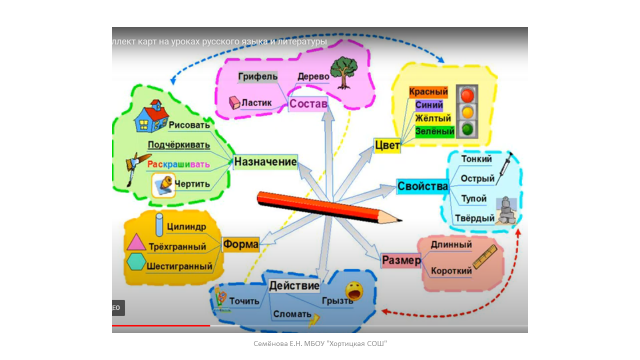 ллект карт на уроках русского языка и литературы
Грифель
Дерево
Ластик
Состав
Красный
Синий
Жёлтый
Зелёный
Цвет
Рисовать
Подчёркивать
Раскрашивать
Чертить
Назначение
Тонкий
Острый
Тупой
Твёрдый
Свойства
Цилиндр
Трёхгранный
Шестигранный
Форма
Размер
Длинный
Короткий
Действие
Точить
Грызть
Сломать
ЕО
Семёнова Е.Н. МБОУ "Хортицкая СОШ"